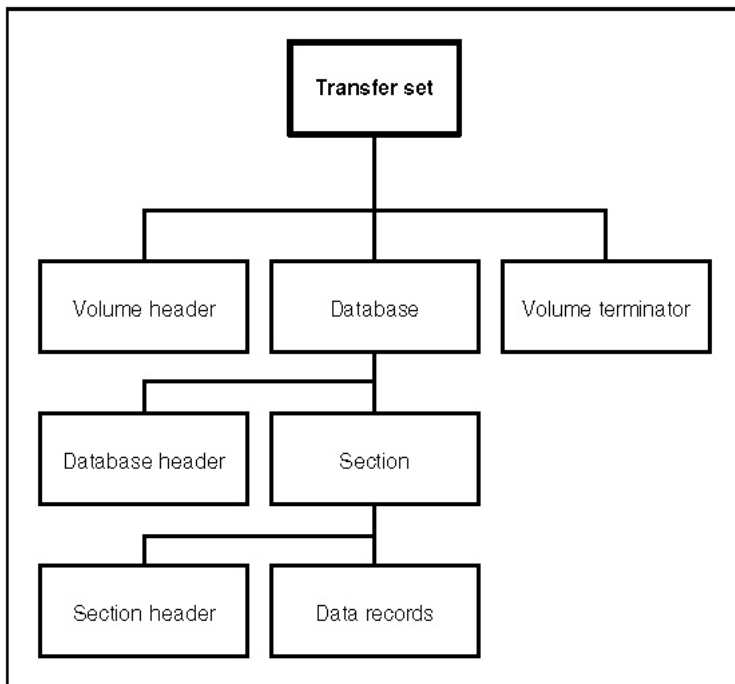 Transfer set
Volume header
Database
Volume terminator
Database header
Section
Section header
Data records